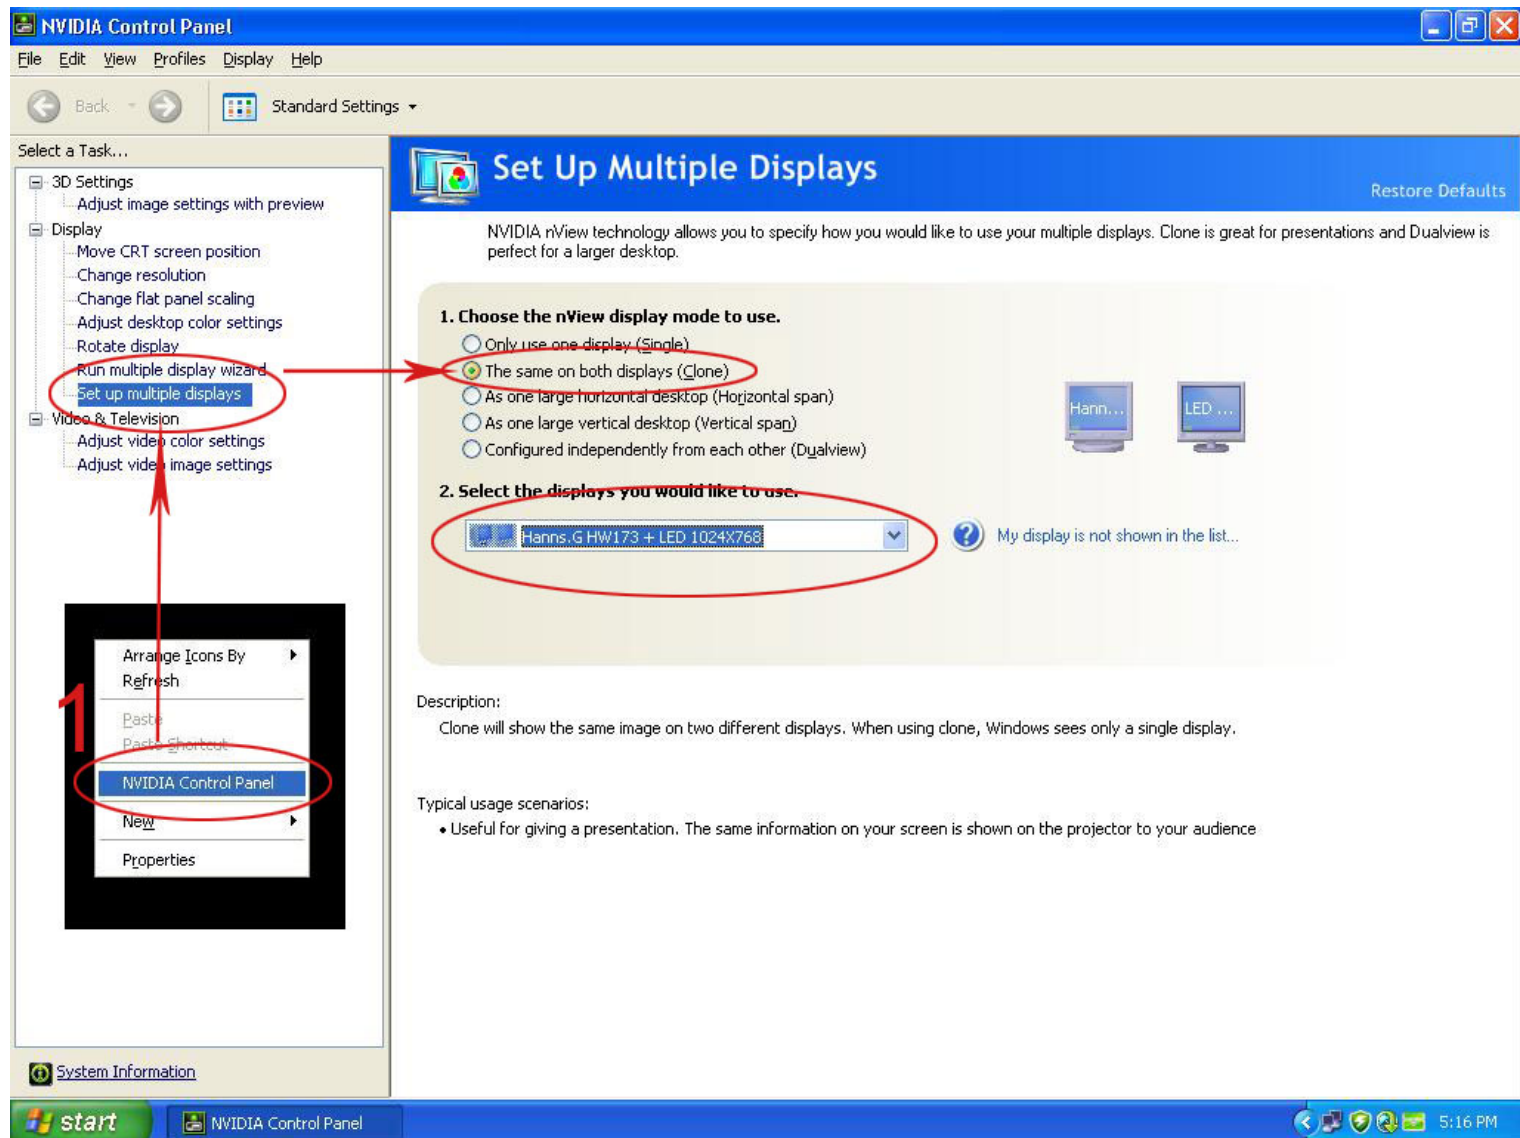 NVIDIA Control Panel
File Edit View Profiles Display Help
Back Standard Settings
Select a Task...
3D Settings
Adjust image settings with preview
Display
Move CRT screen position
Change resolution
Change flat panel scaling
Adjust desktop color settings
Rotate display
Run multiple display wizard
Set up multiple displays
Video & Television
Adjust video color settings
Adjust video image settings
1
Arrange Icons By
Refresh
Paste
Paste Shortcut
NVIDIA Control Panel
New
Properties
System Information
Set Up Multiple Displays
Restore Defaults
NVIDIA nView technology allows you to specify how you would like to use your multiple displays. Clone is great for presentations and Dualview is
perfect for a larger desktop.
1. Choose the nView display mode to use.
Only use one display (Single)
The same on both displays (Clone)
As one large horizontal desktop (Horizontal span)
As one large vertical desktop (Vertical span)
Configured independently from each other (Dualview)
Hann... LED ...
2. Select the displays you would like to use.
Hanns.G HW173 + LED 1024X768
My display is not shown in the list...
Description:
Clone will show the same image on two different displays. When using clone, Windows sees only a single display.
Typical usage scenarios:
• Useful for giving a presentation. The same information on your screen is shown on the projector to your audience
start NVIDIA Control Panel 5:16 PM